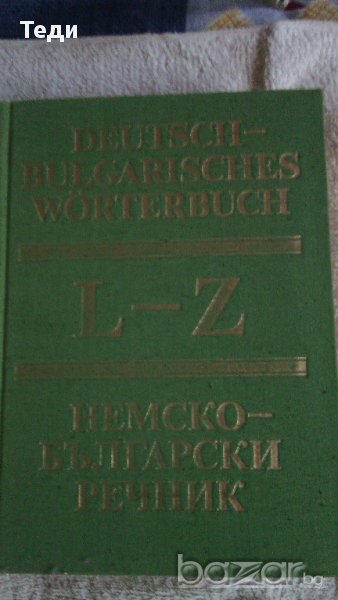 Теди
DEUTSCH–
BULGARISCHES
WÖRTERBUCH
L–Z
НЕМСКО–
БЪЛГАРСКИ
РЕЧНИК
bazar.bg